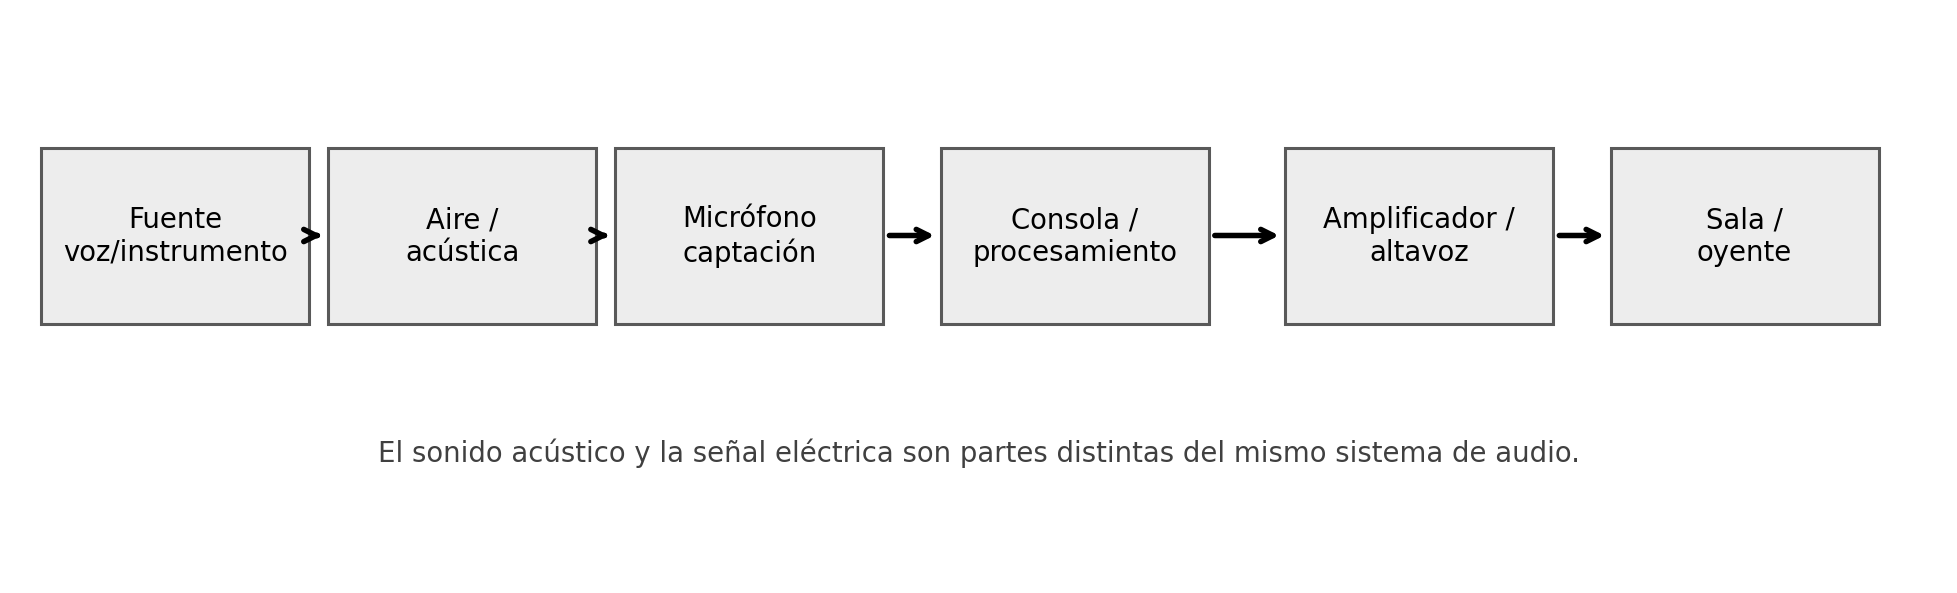 Fuente
voz/instrumento
Aire /
acústica
Micrófono
captación
Consola /
procesamiento
Amplificador /
altavoz
Sala /
oyente
El sonido acústico y la señal eléctrica son partes distintas del mismo sistema de audio.